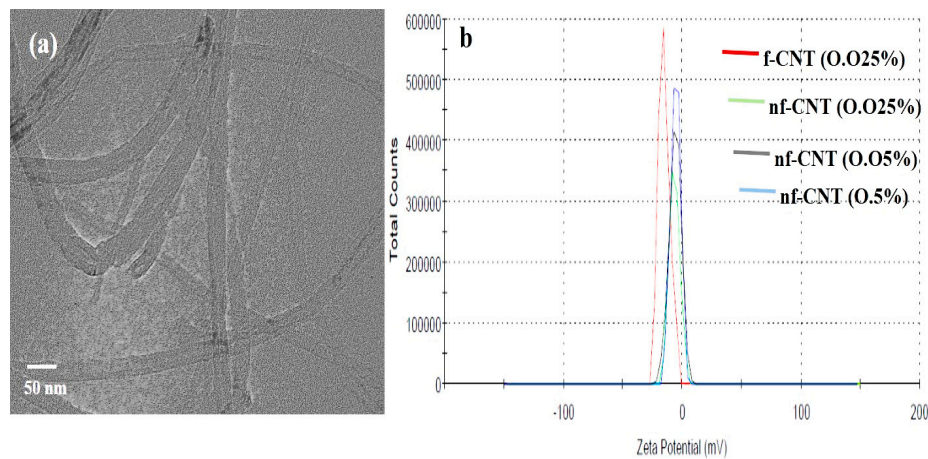 (a)
50 nm
b
600000
500000
400000
300000
200000
100000
0
Total Counts
-100
0
100
200
Zeta Potential (mV)
f-CNT (O.O25%)
nf-CNT (O.O25%)
nf-CNT (O.O5%)
nf-CNT (O.5%)